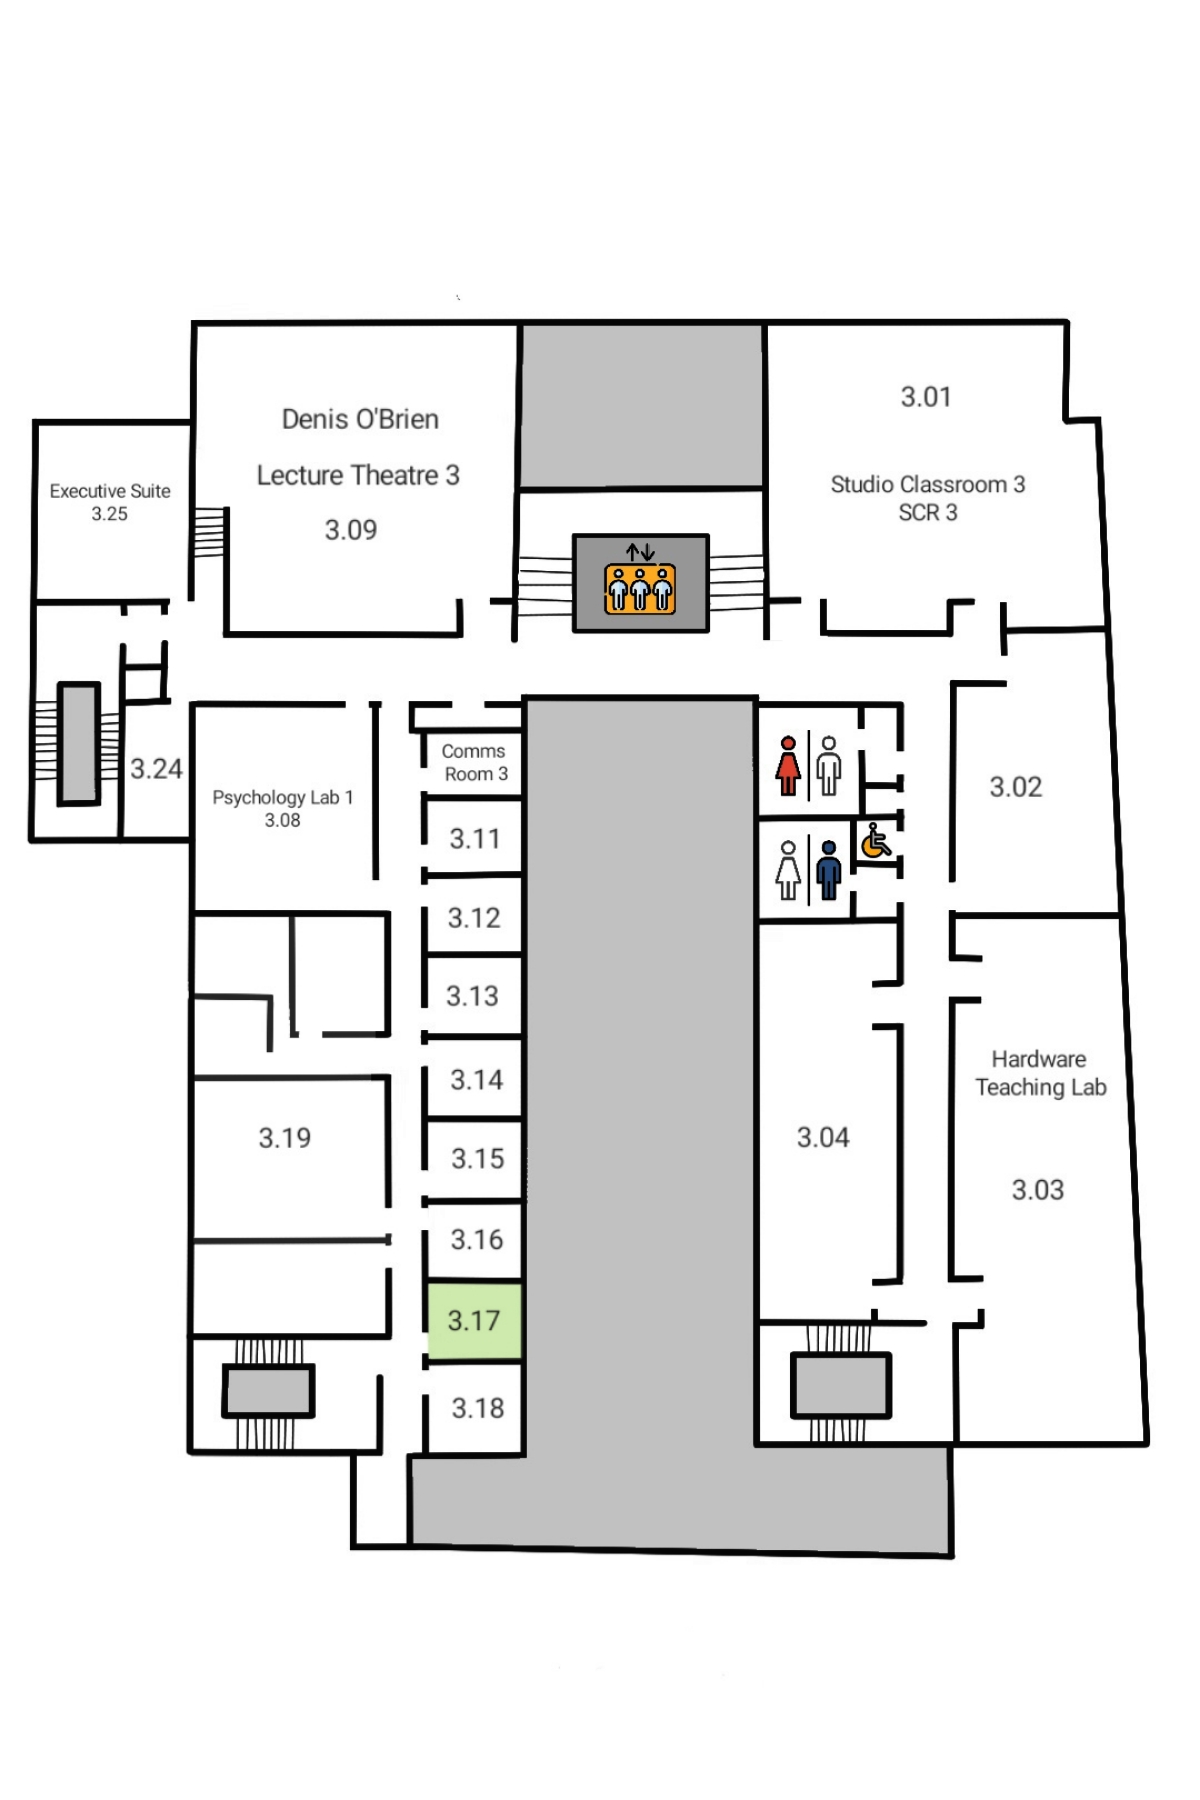 3.01
Denis O'Brien
Lecture Theatre 3
3.09
Studio Classroom 3
SCR 3
Executive Suite
3.25
Comms
Room 3
3.24
Psychology Lab 1
3.08
3.02
3.11
3.12
3.13
3.14
3.15
3.16
3.17
3.18
3.19
3.04
Hardware
Teaching Lab
3.03